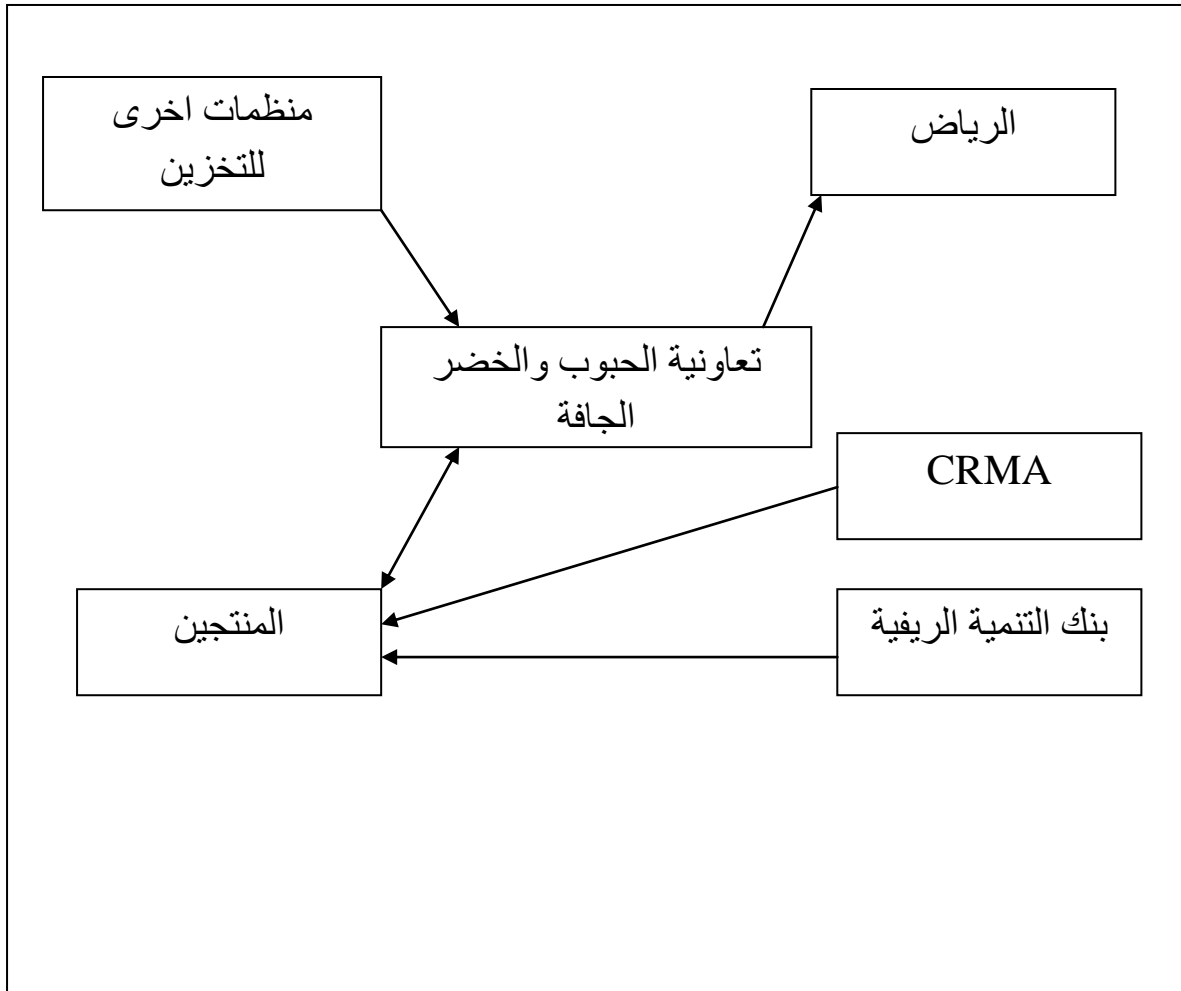 منظمات اخرى
للتخزين
الرياض
تعاونية الحبوب والخضر
الجافة
CRMA
المنتجين
بنك التنمية الريفية